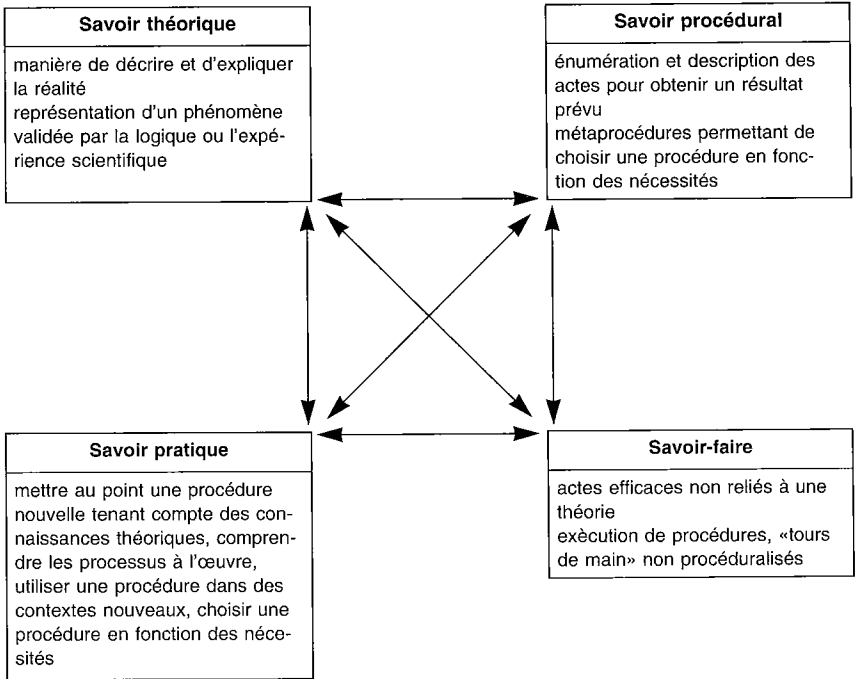 Savoir théorique
manière de décrire et d'expliquer
la réalité
représentation d'un phénomène
validée par la logique ou l'expé-
rience scientifique
Savoir procédural
énumération et description des
actes pour obtenir un résultat
prévu
métaprocédures permettant de
choisir une procédure en fonc-
tion des nécessités
Savoir pratique
mettre au point une procédure
nouvelle tenant compte des con-
naissances théoriques, compren-
dre les processus à l'œuvre,
utiliser une procédure dans des
contextes nouveaux, choisir une
procédure en fonction des néce-
sités
Savoir-faire
actes efficaces non reliés à une
théorie
exècution de procédures, «tours
de main» non procéduralisés